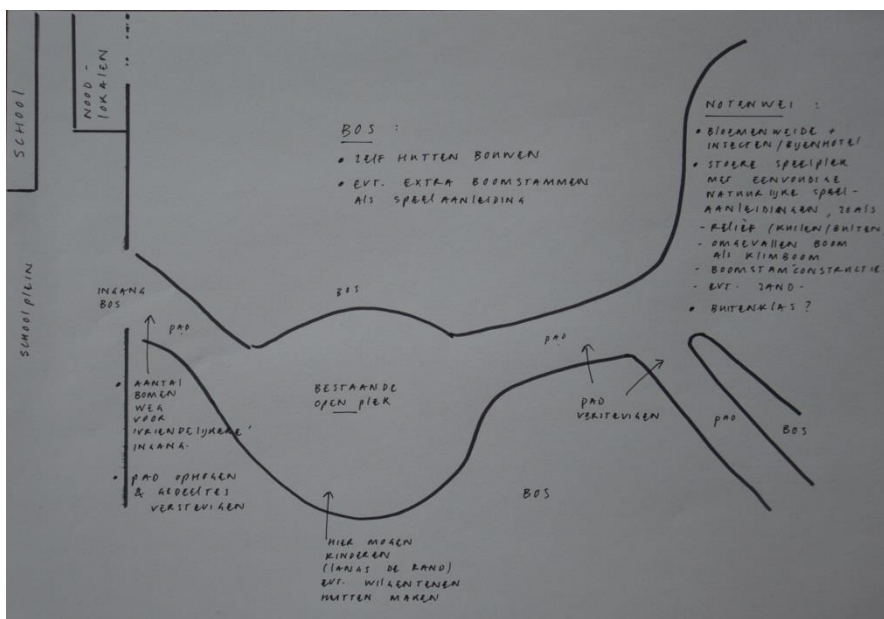 SCHOOL
NOOD-
LOKALEN
SCHOOLPLEIN
INGANG
BOS
PAD
• AANTAL
BOMEN
WEG
VOOR
'VRIENDELIJKERE'
INGANG.
• PAD OPHOGEN
& GEDEELTES
VERSTEVIGEN
BOS :
• ZELF HUTTEN BOUWEN
• EVT. EXTRA BOOMSTAMMEN
ALS SPEELAANLEIDING
BOS
BESTAANDE
OPEN PLEK
HIER MOGEN
KINDEREN
(LANGS DE RAND)
EVT. WILGENTENEN
HUTTEN MAKEN
PAD
PAD
VERSTEVIGEN
BOS
NOTENWEI :
• BLOEMENWEIDE +
INSECTEN/BIJENHOTEL
• STOERE SPEELPLEK
MET EENVOUDIGE
NATUURLIJKE SPEEL-
AANLEIDINGEN, ZOALS
- RELIËF (KUILEN/BULTEN)
- OMGEVALLEN BOOM
ALS KLIMBOOM
- BOOMSTAMCONSTRUCTIE
- EVT. ZAND -
• BUITENKLAS ?
PAD
BOS